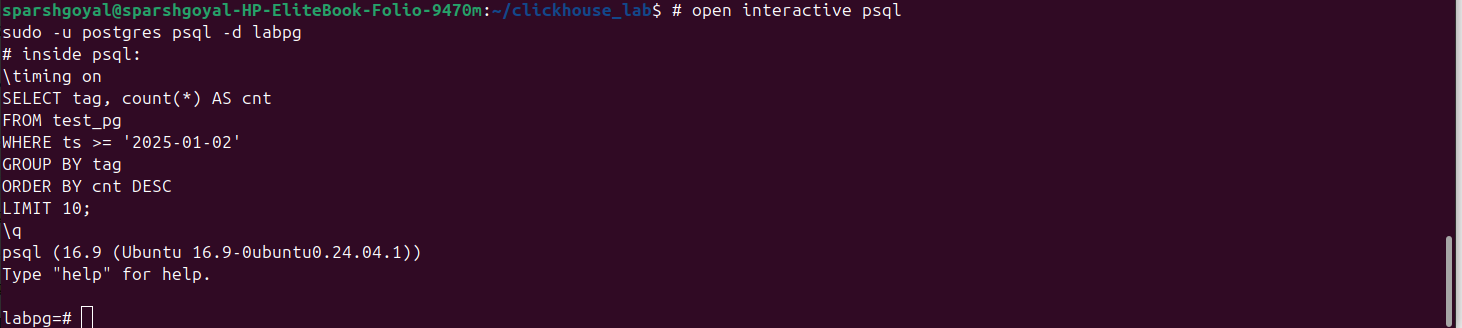 sparshgoyal@sparshgoyal-HP-EliteBook-Folio-9470m:~/clickhouse_lab$ # open interactive psql
sudo -u postgres psql -d labpg
# inside psql:
\timing on
SELECT tag, count(*) AS cnt
FROM test_pg
WHERE ts >= '2025-01-02'
GROUP BY tag
ORDER BY cnt DESC
LIMIT 10;
\q
psql (16.9 (Ubuntu 16.9-0ubuntu0.24.04.1))
Type "help" for help.
labpg=#